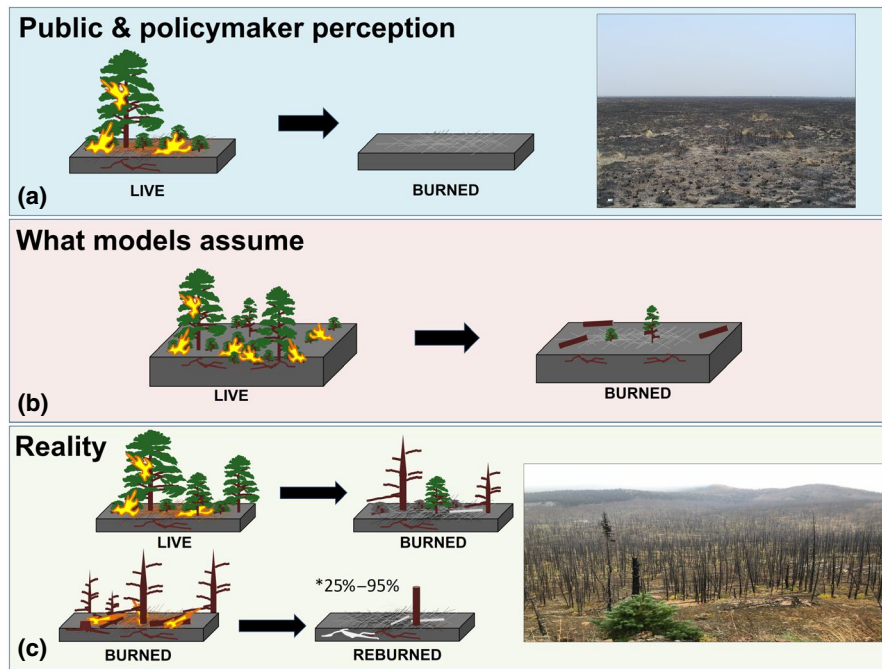 Public & policymaker perception
LIVE
BURNED
(a)
What models assume
LIVE
BURNED
(b)
Reality
LIVE
BURNED
*25%–95%
BURNED
REBURNED
(c)